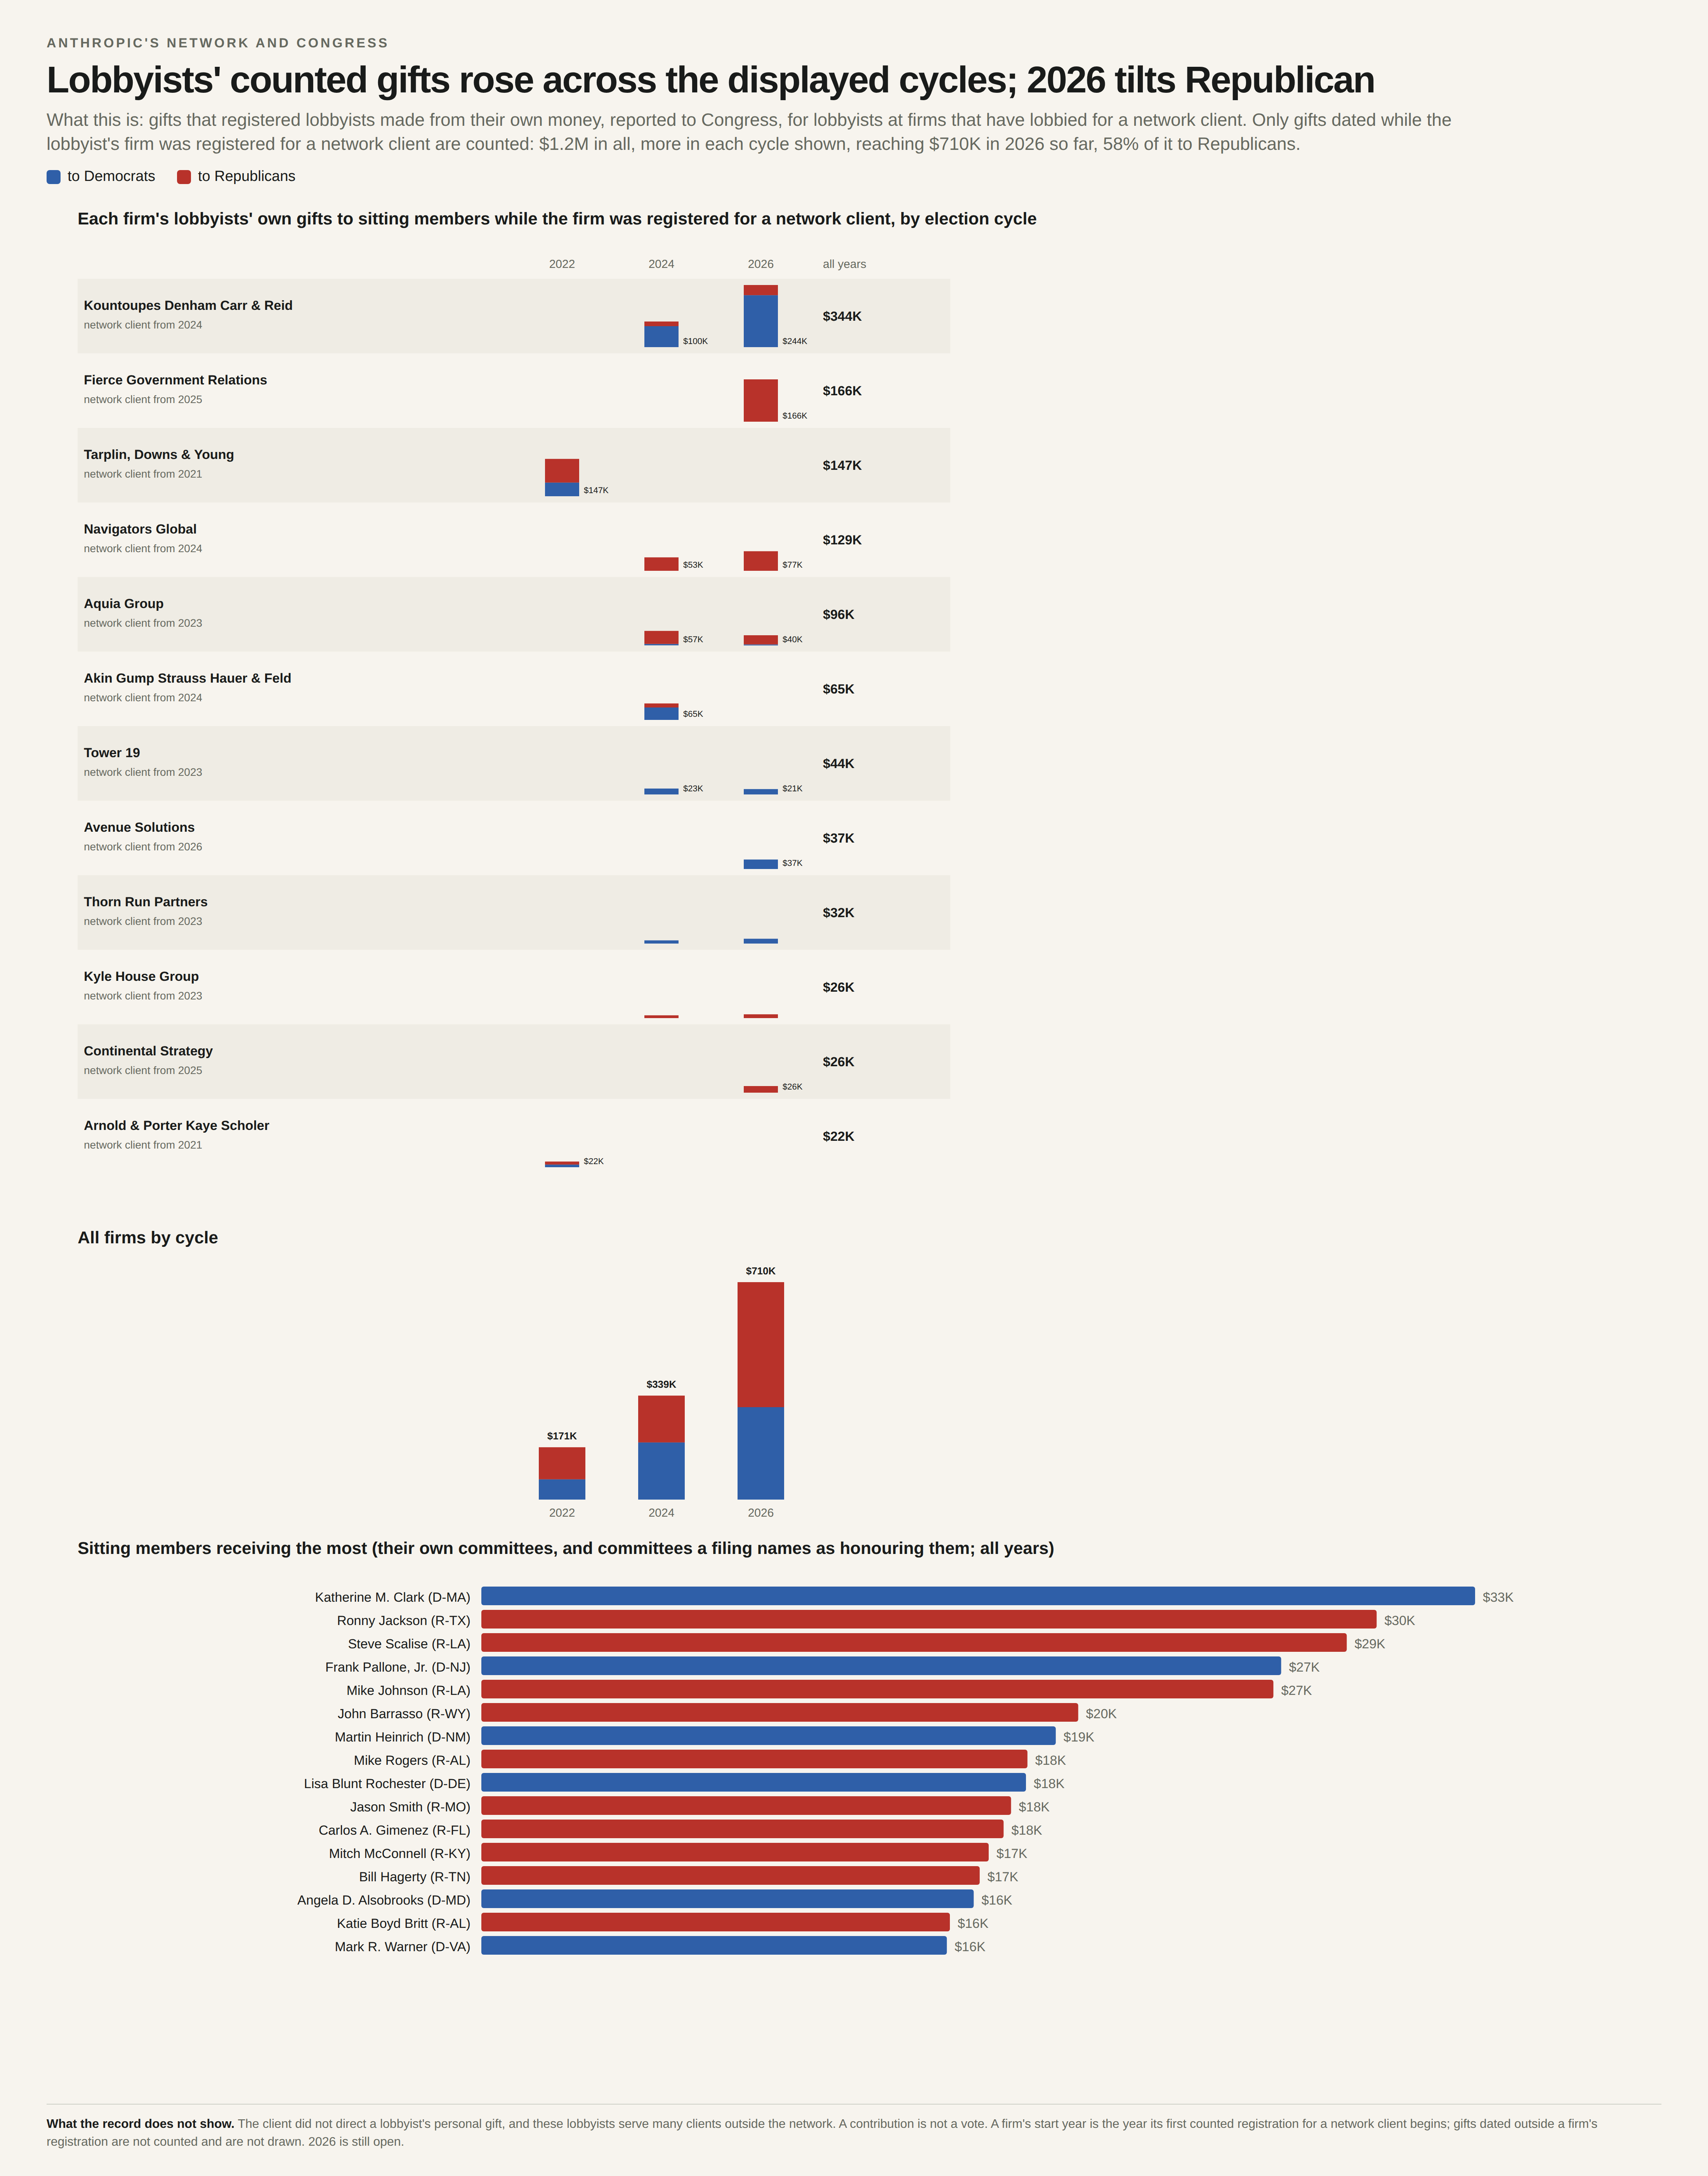 ANTHROPIC'S NETWORK AND CONGRESS
Lobbyists' counted gifts rose across the displayed cycles; 2026 tilts Republican
What this is: gifts that registered lobbyists made from their own money, reported to Congress, for lobbyists at firms that have lobbied for a network client. Only gifts dated while the
lobbyist's firm was registered for a network client are counted: $1.2M in all, more in each cycle shown, reaching $710K in 2026 so far, 58% of it to Republicans.
to Democrats to Republicans
Each firm's lobbyists' own gifts to sitting members while the firm was registered for a network client, by election cycle
2022 2024 2026 all years
Kountoupes Denham Carr & Reid
network client from 2024
$100K $244K $344K
Fierce Government Relations
network client from 2025
$166K $166K
Tarplin, Downs & Young
network client from 2021
$147K $147K
Navigators Global
network client from 2024
$53K $77K $129K
Aquia Group
network client from 2023
$57K $40K $96K
Akin Gump Strauss Hauer & Feld
network client from 2024
$65K $65K
Tower 19
network client from 2023
$23K $21K $44K
Avenue Solutions
network client from 2026
$37K $37K
Thorn Run Partners
network client from 2023
$32K
Kyle House Group
network client from 2023
$26K
Continental Strategy
network client from 2025
$26K $26K
Arnold & Porter Kaye Scholer
network client from 2021
$22K $22K
All firms by cycle
$710K
$339K
$171K
2022 2024 2026
Sitting members receiving the most (their own committees, and committees a filing names as honouring them; all years)
Katherine M. Clark (D-MA) $33K
Ronny Jackson (R-TX) $30K
Steve Scalise (R-LA) $29K
Frank Pallone, Jr. (D-NJ) $27K
Mike Johnson (R-LA) $27K
John Barrasso (R-WY) $20K
Martin Heinrich (D-NM) $19K
Mike Rogers (R-AL) $18K
Lisa Blunt Rochester (D-DE) $18K
Jason Smith (R-MO) $18K
Carlos A. Gimenez (R-FL) $18K
Mitch McConnell (R-KY) $17K
Bill Hagerty (R-TN) $17K
Angela D. Alsobrooks (D-MD) $16K
Katie Boyd Britt (R-AL) $16K
Mark R. Warner (D-VA) $16K
What the record does not show. The client did not direct a lobbyist's personal gift, and these lobbyists serve many clients outside the network. A contribution is not a vote. A firm's start year is the year its first counted registration for a network client begins; gifts dated outside a firm's
registration are not counted and are not drawn. 2026 is still open.